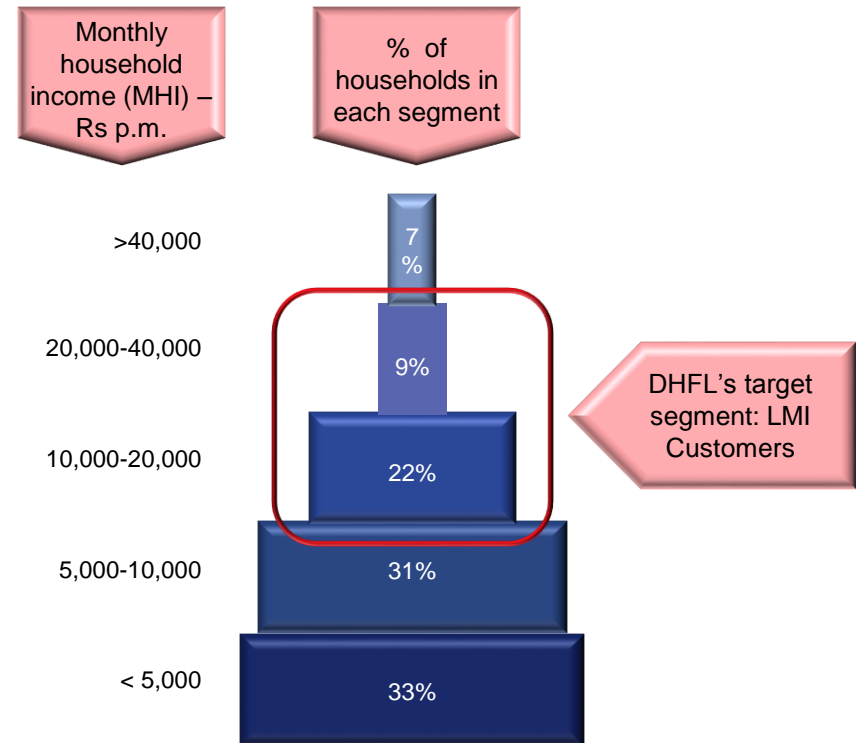 Monthly
household
income (MHI) –
Rs p.m.
% of
households in
each segment
>40,000
7
%
20,000-40,000
9%
10,000-20,000
22%
5,000-10,000
31%
< 5,000
33%
DHFL's target
segment: LMI
Customers